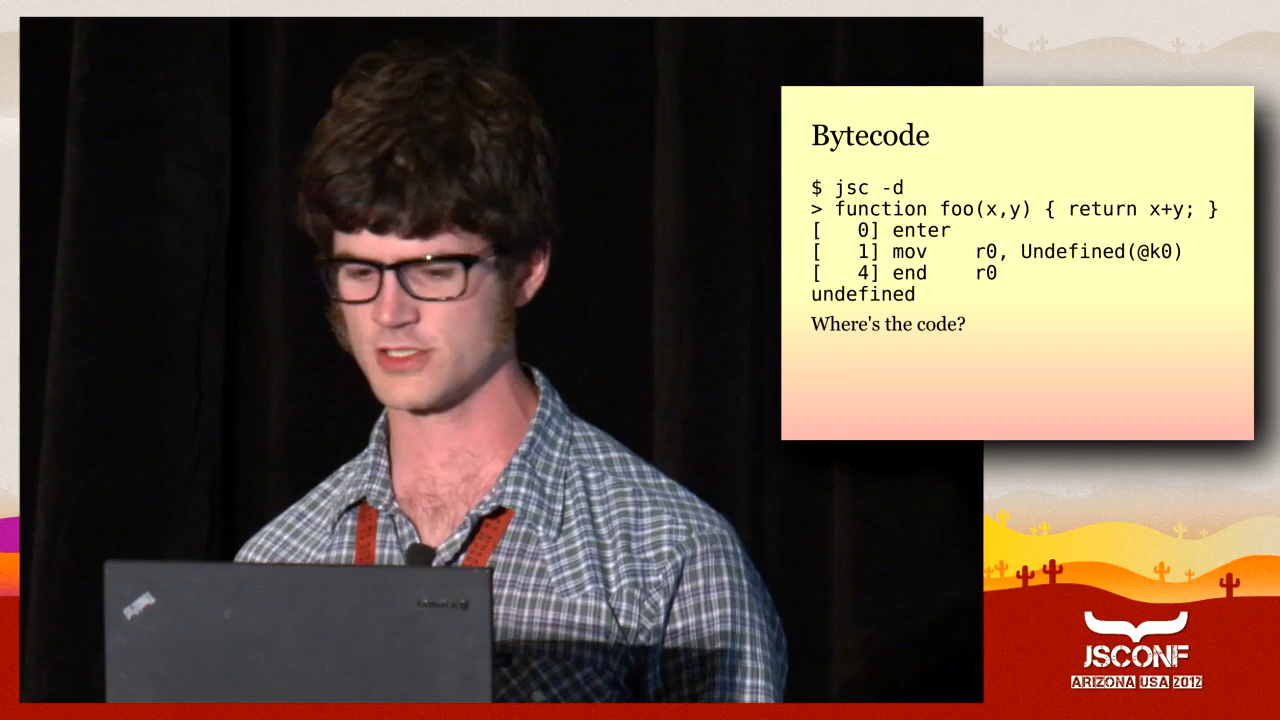 Bytecode
$ jsc -d
> function foo(x,y) { return x+y; }
[   0] enter
[   1] mov    r0, Undefined(@k0)
[   4] end    r0
undefined
Where's the code?
JSCONF
ARIZONA USA 2012